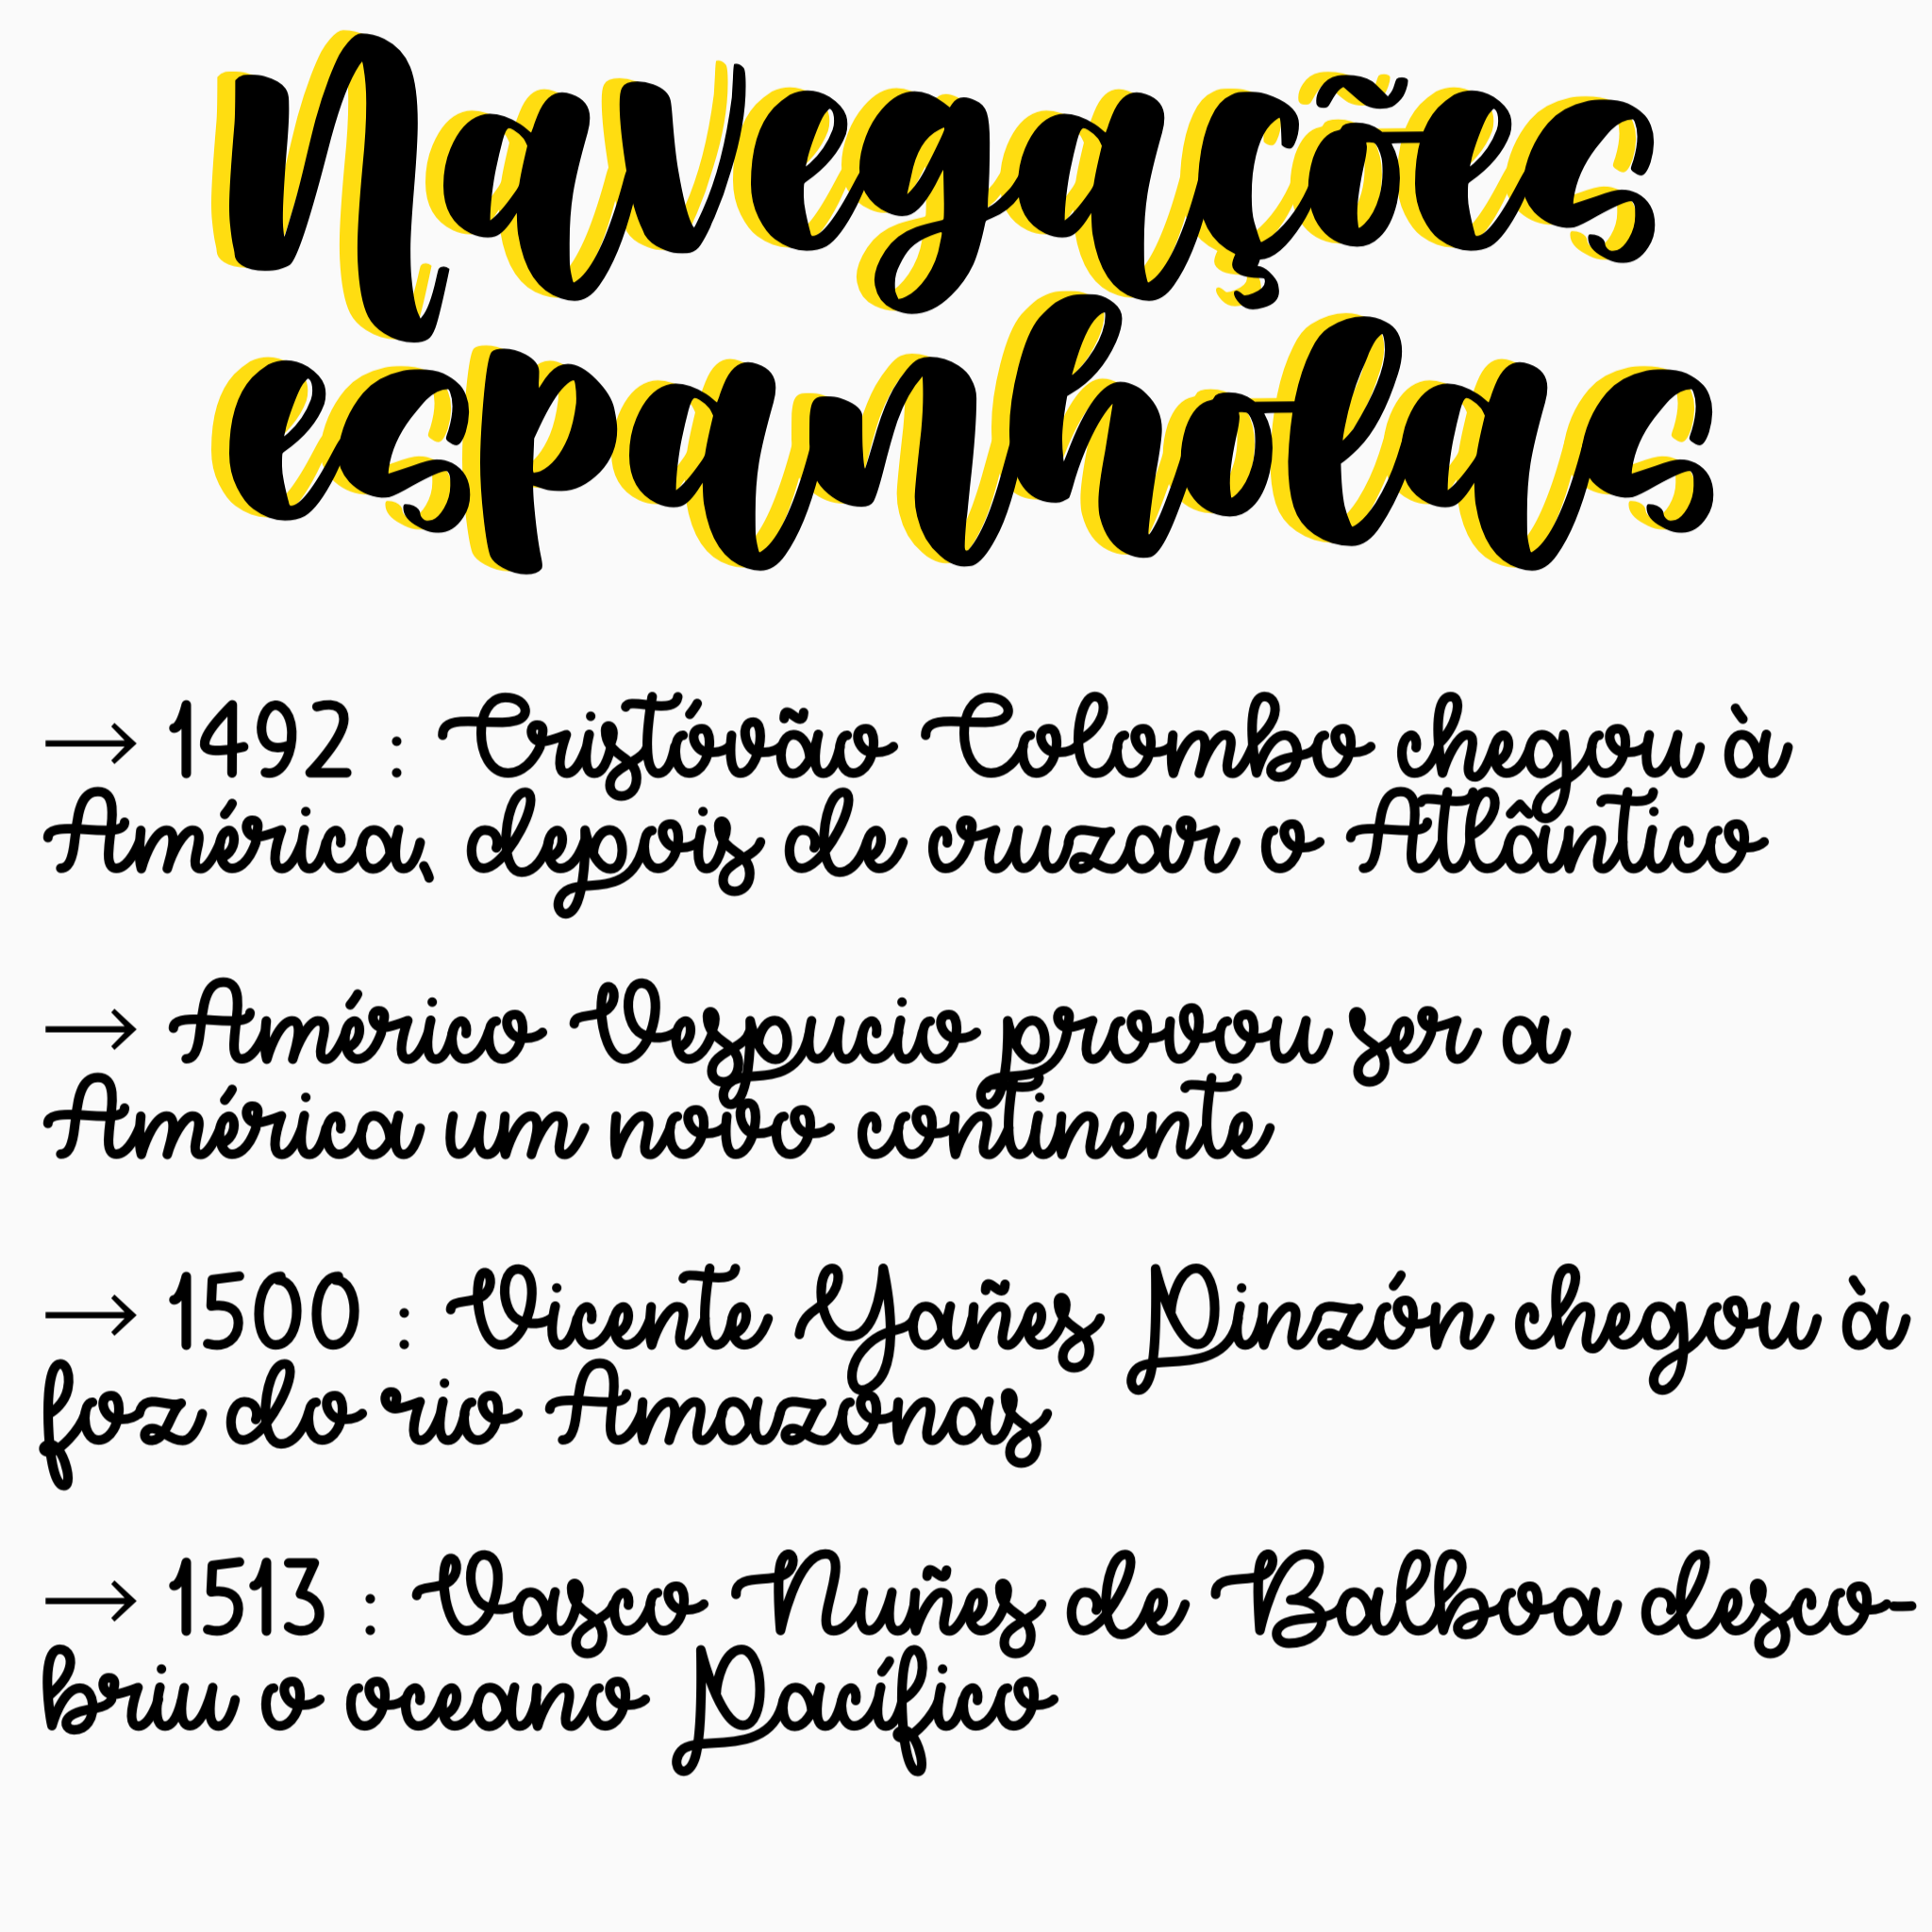 Navegações
espanholas
→ 1492 : Cristóvão Colombo chegou à
América, depois de cruzar o Atlântico
→ Américo Vespucio provou ser a
América um novo continente
→ 1500 : Vicente Yañes Pinzón chegou à
foz do rio Amazonas
→ 1513 : Vasco Nuñes de Balboa desco-
briu o oceano Pacífico